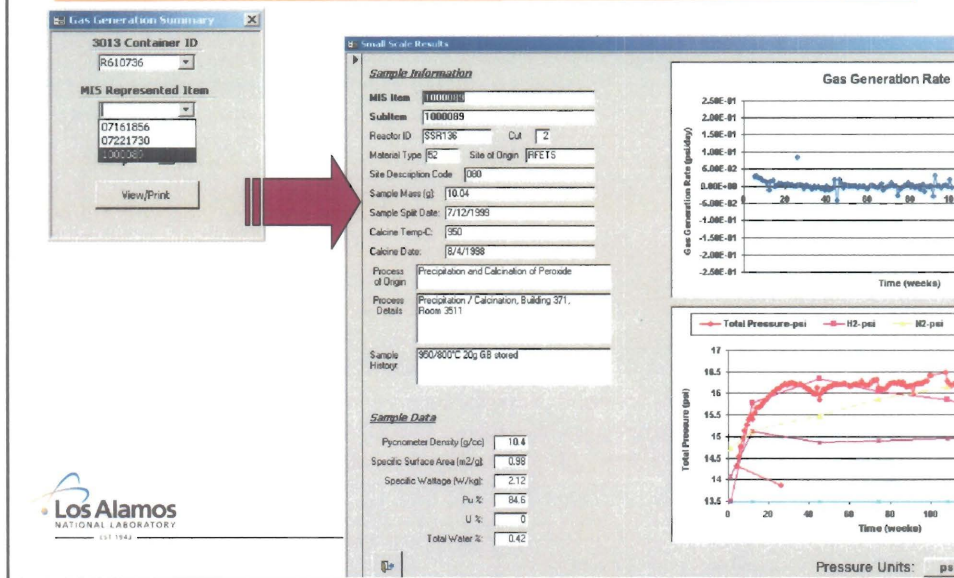 Gas Generation Summary
3013 Container ID
R610736
MIS Represented Item
07161856
07221730
1000089
View/Print
Los Alamos
NATIONAL LABORATORY
EST. 1943
Small Scale Results
Sample Information
MIS Item 1000089
SubItem 1000089
Reactor ID SSR136 Cut 2
Material Type 52 Site of Origin RFETS
Site Description Code 080
Sample Mass (g) 10.04
Sample Split Date: 7/12/1999
Calcine Temp-C: 950
Calcine Date: 8/4/1998
Process of Origin Precipitation and Calcination of Peroxide
Process Details Precipitation / Calcination, Building 371,
Room 3511
Sample History: 950/800°C 20g GB stored
Sample Data
Pycnometer Density (g/cc) 10.4
Specific Surface Area (m2/g): 0.98
Specific Wattage (W/kg): 2.12
Pu %: 84.6
U %: 0
Total Water %: 0.42
Gas Generation Rate
Gas Generation Rate (psi/day)
2.50E-01
2.00E-01
1.50E-01
1.00E-01
5.00E-02
0.00E+00
-5.00E-02
-1.00E-01
-1.50E-01
-2.00E-01
-2.50E-01
20 40 60 80 10
Time (weeks)
Total Pressure-psi H2-psi N2-psi
Total Pressure (psi)
17
16.5
16
15.5
15
14.5
14
13.5
0 20 40 60 80 100
Time (weeks)
Pressure Units: ps